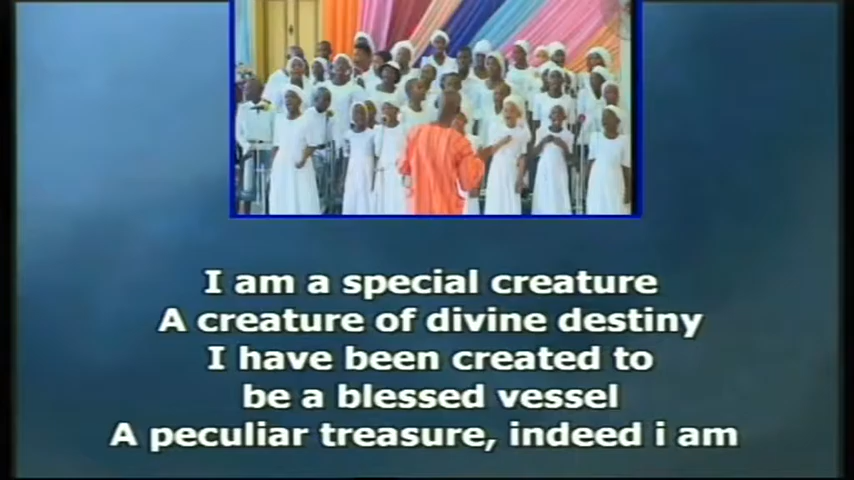 I am a special creature
A creature of divine destiny
I have been created to
be a blessed vessel
A peculiar treasure, indeed i am